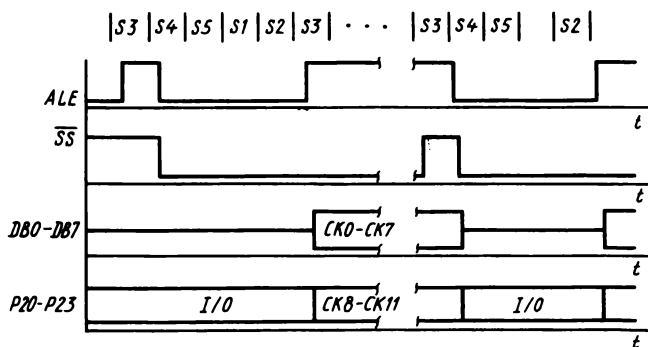 S3 S4 S5 S1 S2 S3 · · · S3 S4 S5 S2
ALE
t
SS
t
DB0-DB7 CK0-CK7
t
P20-P23 I/O CK8-CK11 I/O
t